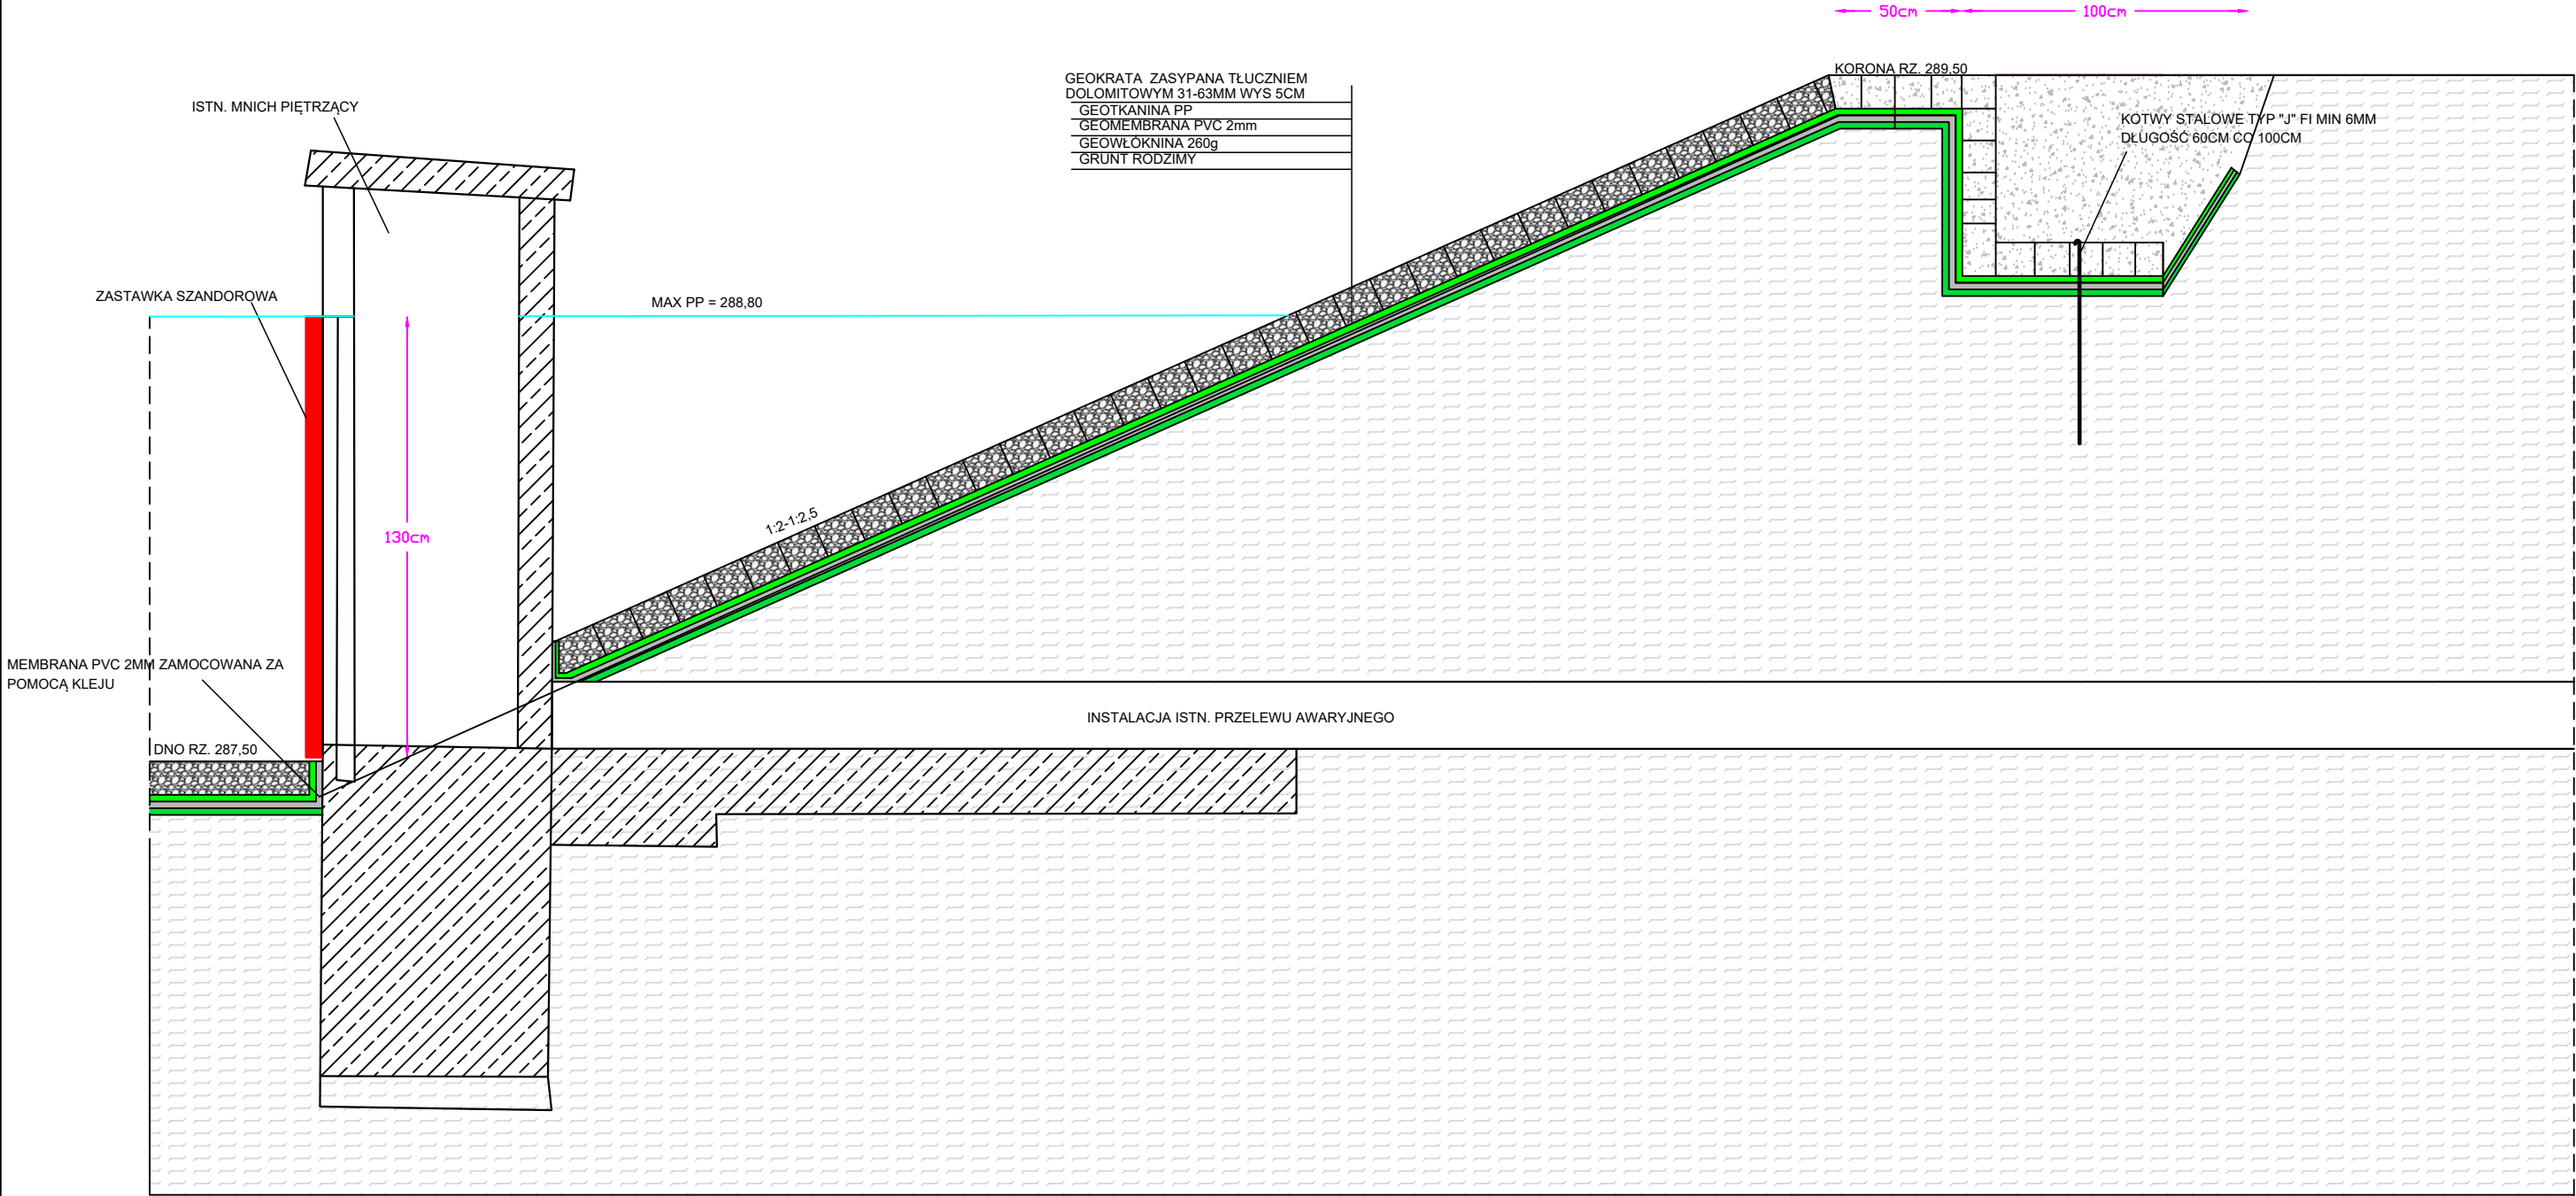 50cm
100cm
KORONA RZ. 289,50
GEOKRATA ZASYPANA TŁUCZNIEM
DOLOMITOWYM 31-63MM WYS 5CM
GEOTKANINA PP
GEOMEMBRANA PVC 2mm
GEOWŁÓKNINA 260g
GRUNT RODZIMY
ISTN. MNICH PIĘTRZĄCY
KOTWY STALOWE TYP "J" FI MIN 6MM
DŁUGOŚĆ 60CM CO 100CM
ZASTAWKA SZANDOROWA
MAX PP = 288,80
1:2-1:2,5
130cm
MEMBRANA PVC 2MM ZAMOCOWANA ZA
POMOCĄ KLEJU
INSTALACJA ISTN. PRZELEWU AWARYJNEGO
DNO RZ. 287,50